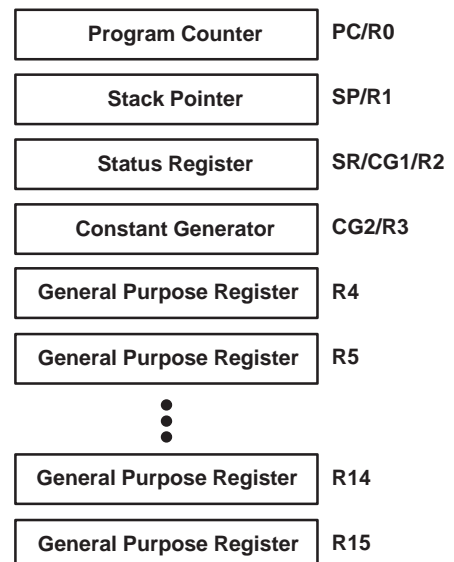 Program Counter PC/R0
Stack Pointer SP/R1
Status Register SR/CG1/R2
Constant Generator CG2/R3
General Purpose Register R4
General Purpose Register R5
General Purpose Register R14
General Purpose Register R15